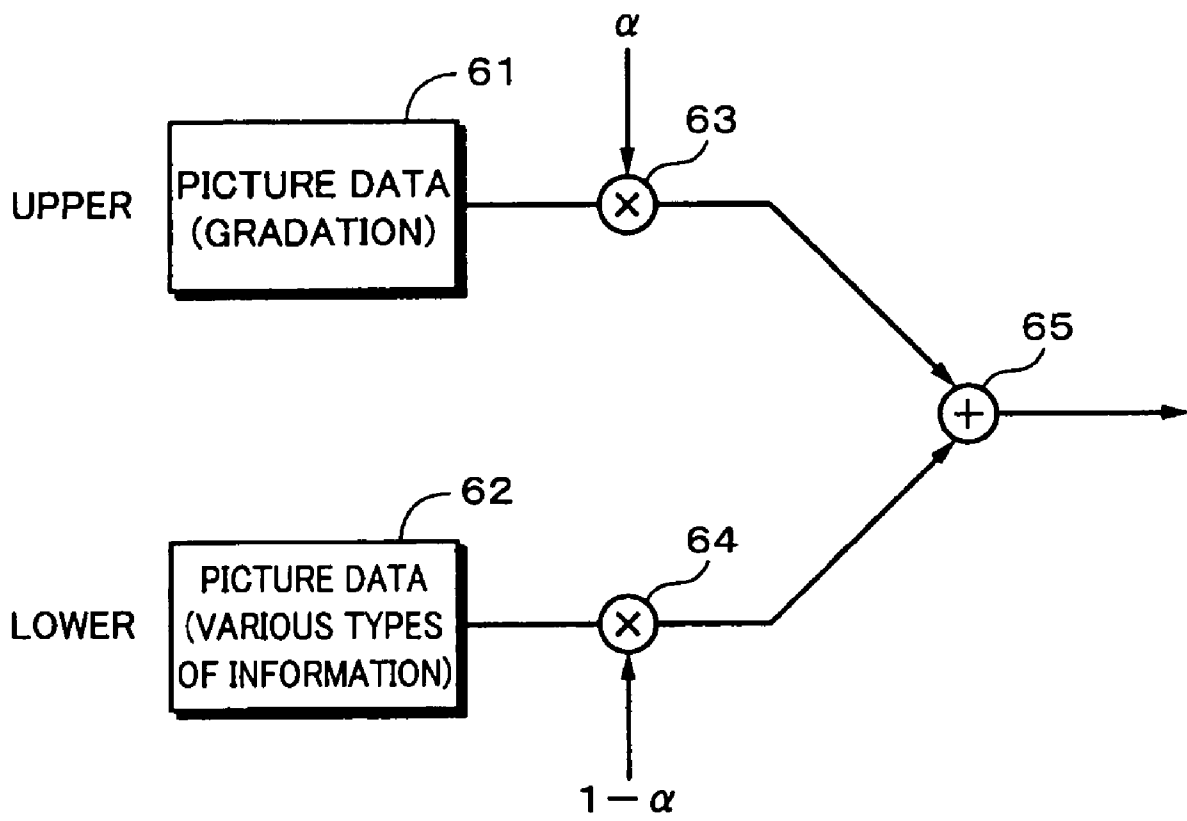 α
61
63
UPPER
PICTURE DATA
(GRADATION)
×
65
+
62
64
LOWER
PICTURE DATA
(VARIOUS TYPES
OF INFORMATION)
×
1 − α